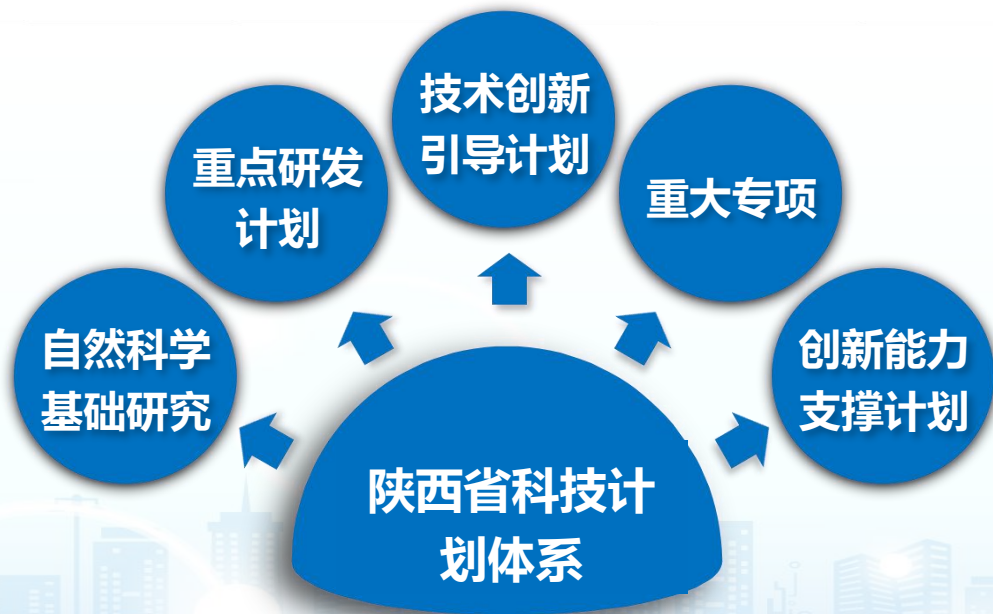 技术创新
引导计划
重点研发
计划
重大专项
自然科学
基础研究
创新能力
支撑计划
陕西省科技计
划体系